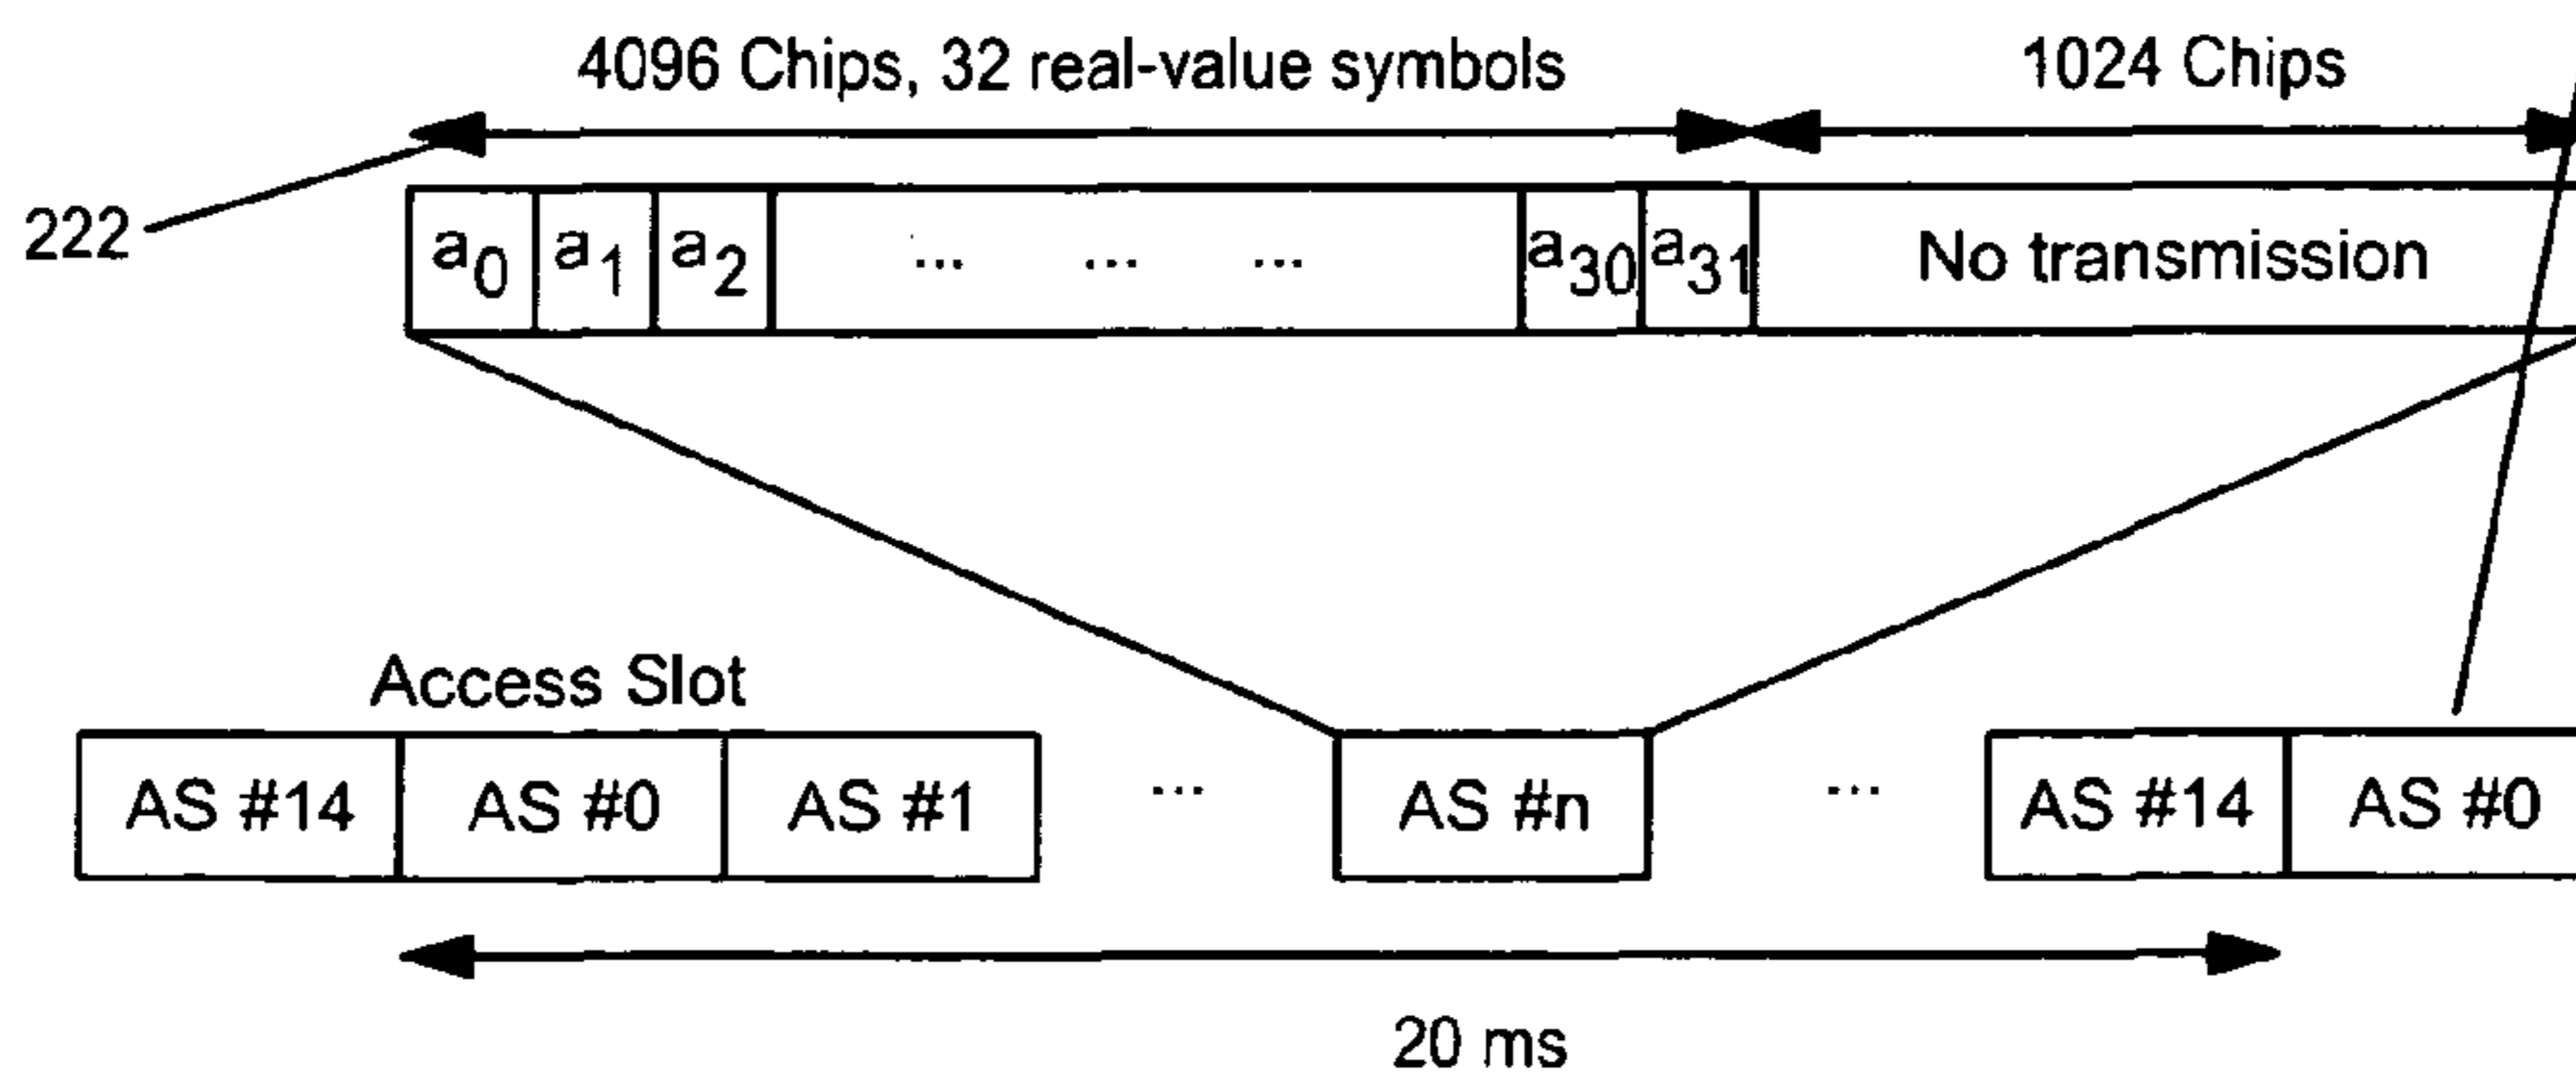 4096 Chips, 32 real-value symbols 1024 Chips
222
a0 a1 a2 ... ... ... a30 a31 No transmission
Access Slot
AS #14 AS #0 AS #1 ... AS #n ... AS #14 AS #0
20 ms